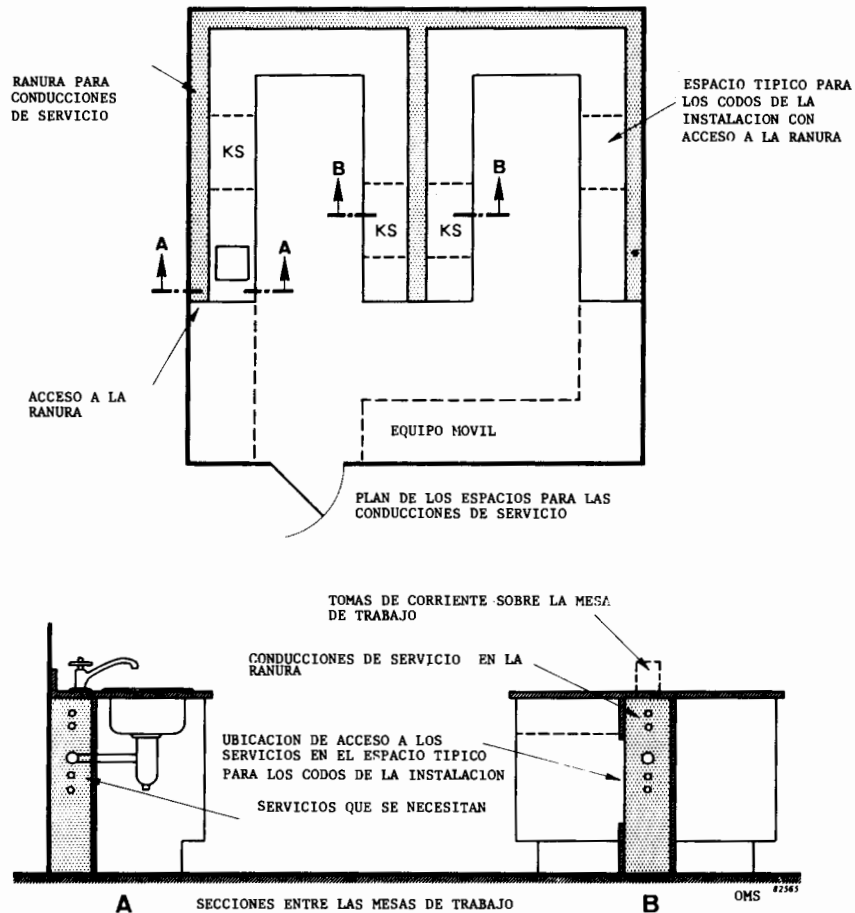 RANURA PARA
CONDUCCIONES
DE SERVICIO
ESPACIO TIPICO PARA
LOS CODOS DE LA
INSTALACION CON
ACCESO A LA RANURA
KS
B
B
KS
KS
A
A
ACCESO A LA
RANURA
EQUIPO MOVIL
PLAN DE LOS ESPACIOS PARA LAS
CONDUCCIONES DE SERVICIO
TOMAS DE CORRIENTE SOBRE LA MESA
DE TRABAJO
CONDUCCIONES DE SERVICIO EN LA
RANURA
UBICACION DE ACCESO A LOS
SERVICIOS EN EL ESPACIO TIPICO
PARA LOS CODOS DE LA INSTALACION
SERVICIOS QUE SE NECESITAN
A
SECCIONES ENTRE LAS MESAS DE TRABAJO
B
OMS 82565